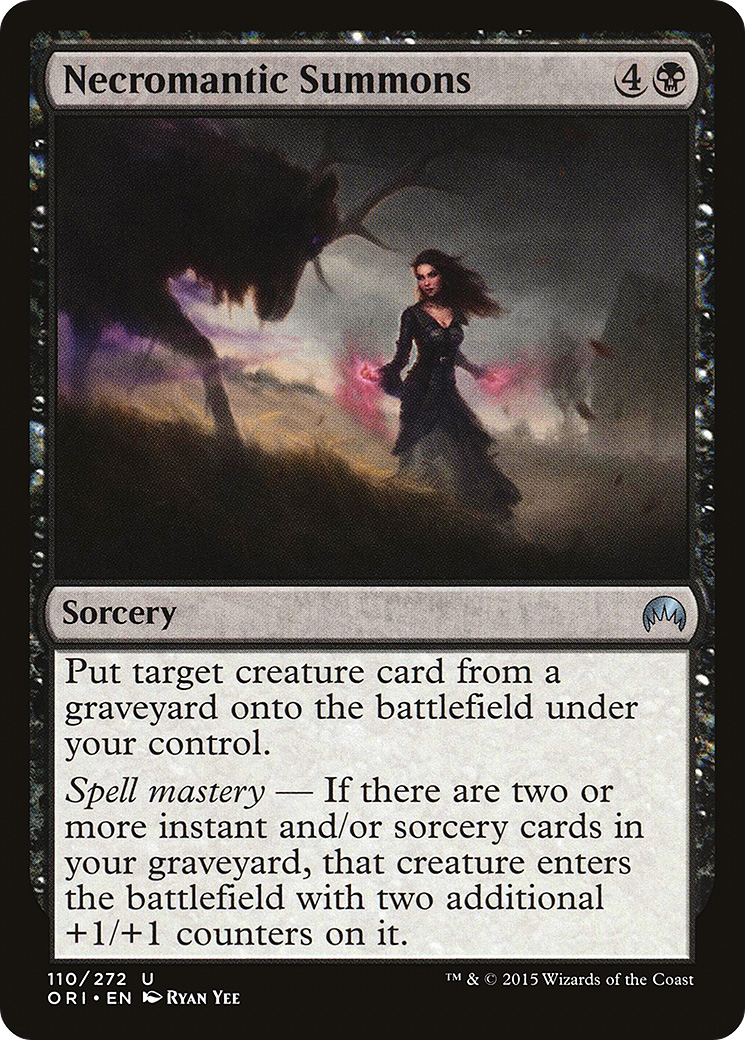 Necromantic Summons 4
Sorcery
Put target creature card from a
graveyard onto the battlefield under
your control.
Spell mastery — If there are two or
more instant and/or sorcery cards in
your graveyard, that creature enters
the battlefield with two additional
+1/+1 counters on it.
110/272 U
ORI • EN Ryan Yee
™ & © 2015 Wizards of the Coast